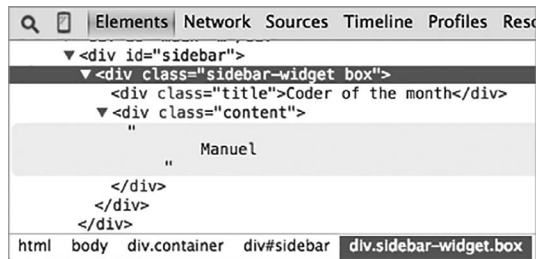 Elements Network Sources Timeline Profiles Reso
▼<div id="sidebar">
▼<div class="sidebar-widget box">
<div class="title">Coder of the month</div>
▼<div class="content">
"
Manuel
"
</div>
</div>
</div>
html body div.container div#sidebar div.sidebar-widget.box